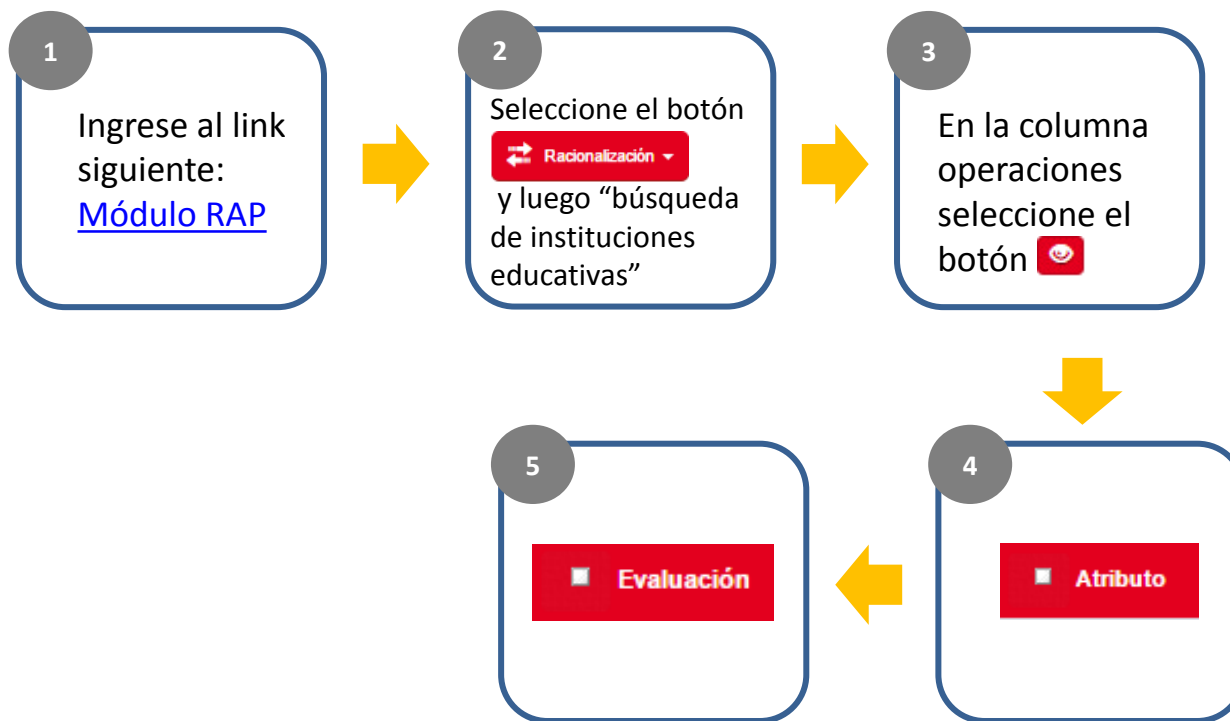 1
Ingrese al link
siguiente:
Módulo RAP
2
Seleccione el botón
Racionalización
y luego “búsqueda
de instituciones
educativas”
3
En la columna
operaciones
seleccione el
botón
4
Atributo
5
Evaluación